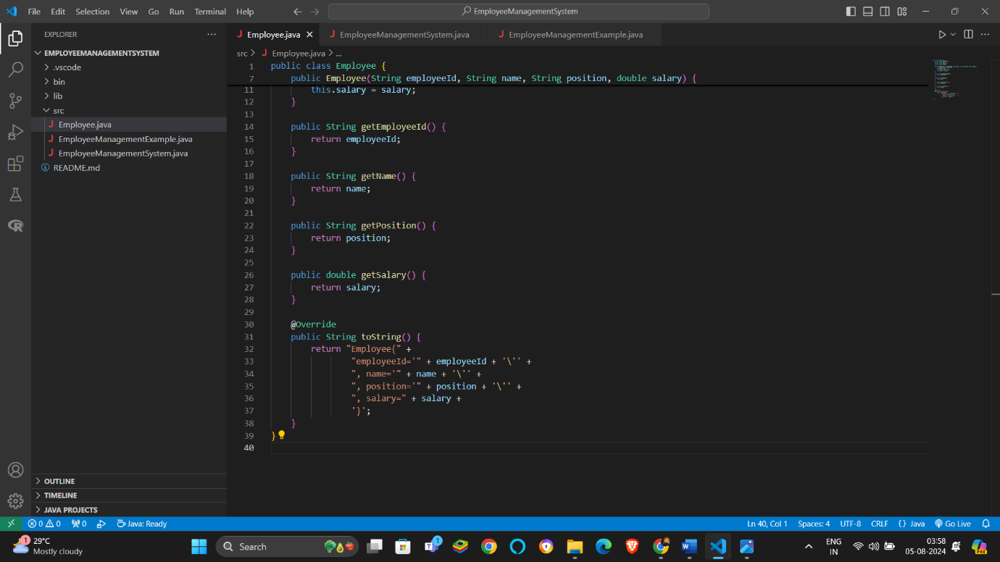 File Edit Selection View Go Run Terminal Help
EmployeeManagementSystem
EXPLORER
EMPLOYEEMANAGEMENTSYSTEM
.vscode
bin
lib
src
Employee.java
EmployeeManagementExample.java
EmployeeManagementSystem.java
README.md
OUTLINE
TIMELINE
JAVA PROJECTS
Employee.java EmployeeManagementSystem.java EmployeeManagementExample.java
src > Employee.java > ...
1 public class Employee {
7 public Employee(String employeeId, String name, String position, double salary) {
11 this.salary = salary;
12 }
13
14 public String getEmployeeId() {
15 return employeeId;
16 }
17
18 public String getName() {
19 return name;
20 }
21
22 public String getPosition() {
23 return position;
24 }
25
26 public double getSalary() {
27 return salary;
28 }
29
30 @Override
31 public String toString() {
32 return "Employee{" +
33 "employeeId='" + employeeId + '\'' +
34 ", name='" + name + '\'' +
35 ", position='" + position + '\'' +
36 ", salary=" + salary +
37 '}';
38 }
39 }
40
0 0 0 Java: Ready Ln 40, Col 1 Spaces: 4 UTF-8 CRLF {} Java Go Live
1 29°C
Mostly cloudy
Search
1
PRE
ENG
IN
03:58
05-08-2024